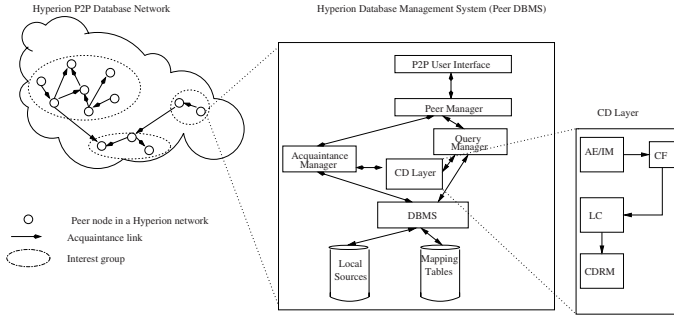 Hyperion P2P Database Network
Hyperion Database Management System (Peer DBMS)
P2P User Interface
Peer Manager
Query
Manager
Acquaintance
Manager
CD Layer
DBMS
Local
Sources
Mapping
Tables
CD Layer
AE/IM
CF
LC
CDRM
Peer node in a Hyperion network
Acquaintance link
Interest group